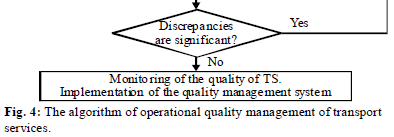 Discrepancies
are significant?
Yes
No
Monitoring of the quality of TS.
Implementation of the quality management system
Fig. 4: The algorithm of operational quality management of transport
services.